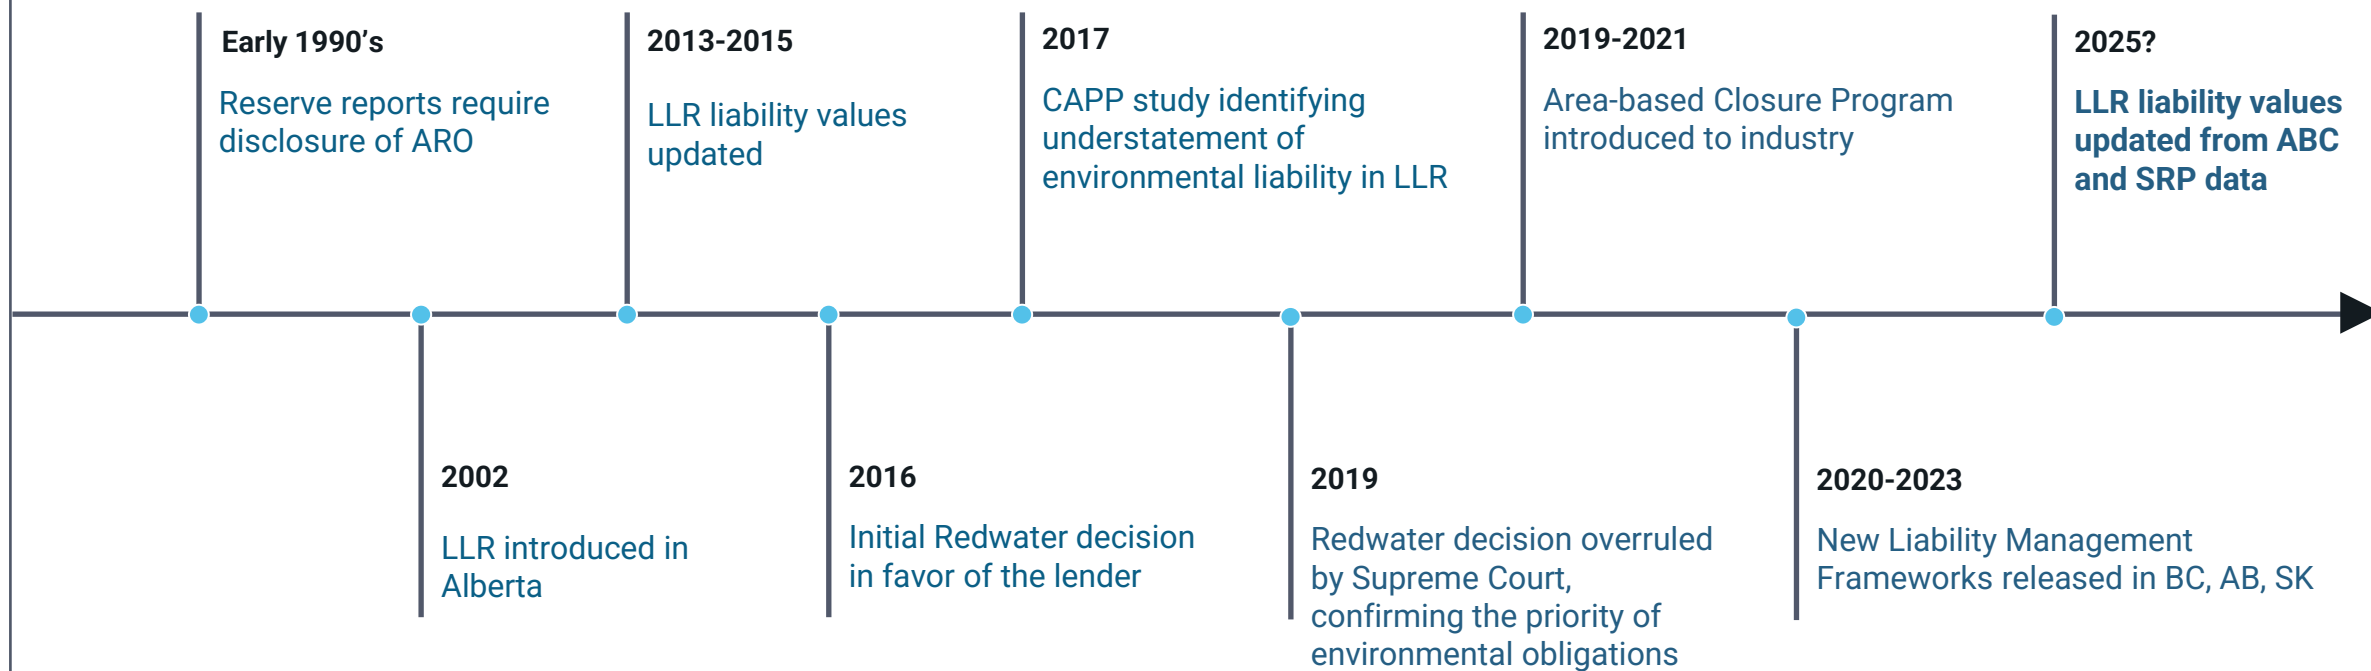 Early 1990’s
Reserve reports require
disclosure of ARO
2002
LLR introduced in
Alberta
2013-2015
LLR liability values
updated
2016
Initial Redwater decision
in favor of the lender
2017
CAPP study identifying
understatement of
environmental liability in LLR
2019
Redwater decision overruled
by Supreme Court,
confirming the priority of
environmental obligations
2019-2021
Area-based Closure Program
introduced to industry
2020-2023
New Liability Management
Frameworks released in BC, AB, SK
2025?
LLR liability values
updated from ABC
and SRP data